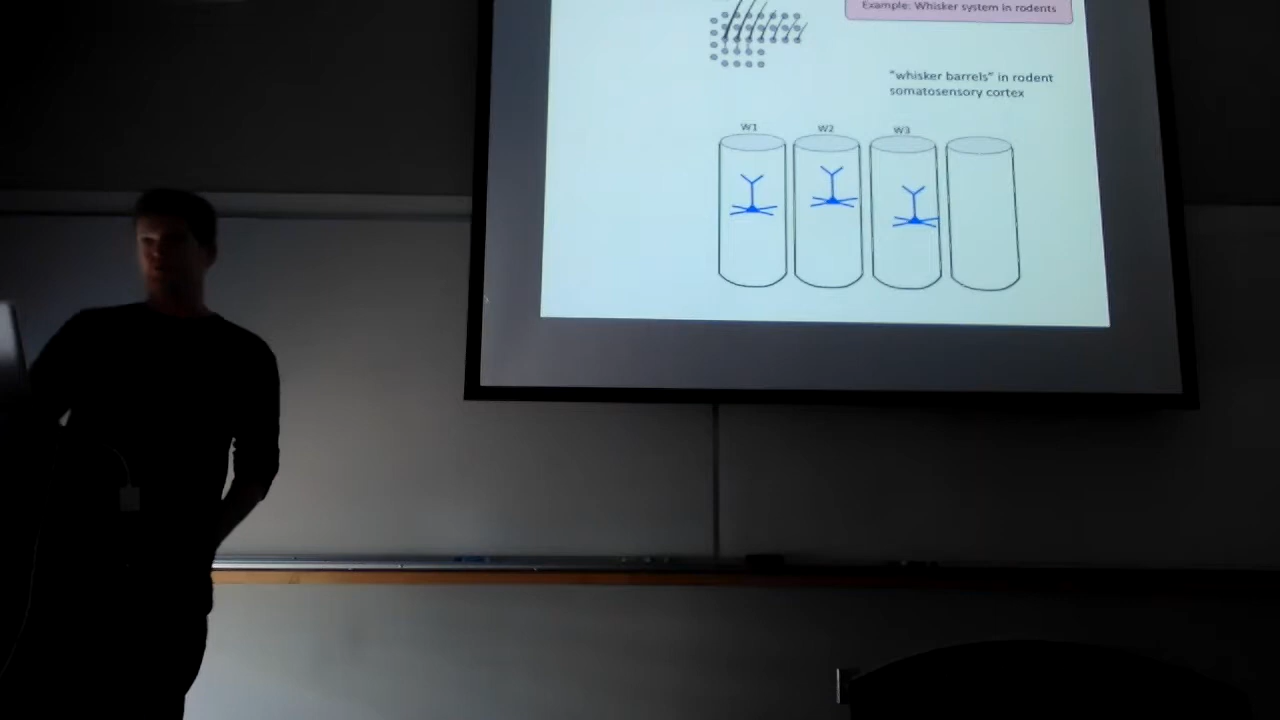 Example: Whisker system in rodents
"whisker barrels" in rodent
somatosensory cortex
W1
W2
W3